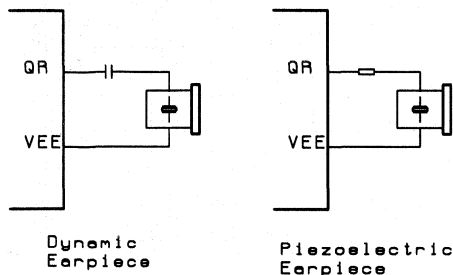 QR
VEE
Dynamic
Earpiece
QR
VEE
Piezoelectric
Earpiece